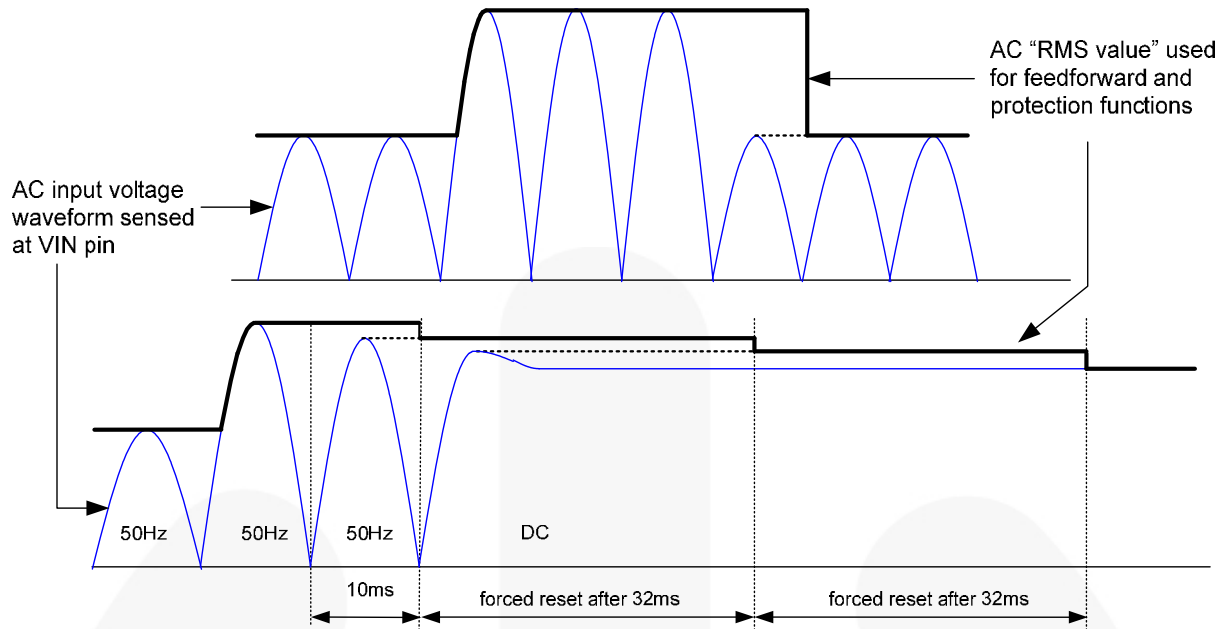 AC “RMS value” used
for feedforward and
protection functions
AC input voltage
waveform sensed
at VIN pin
50Hz
50Hz
50Hz
DC
10ms
forced reset after 32ms
forced reset after 32ms